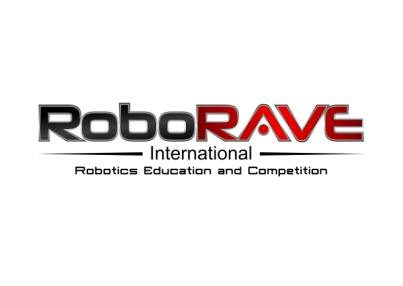 RoboRAVE
International
Robotics Education and Competition